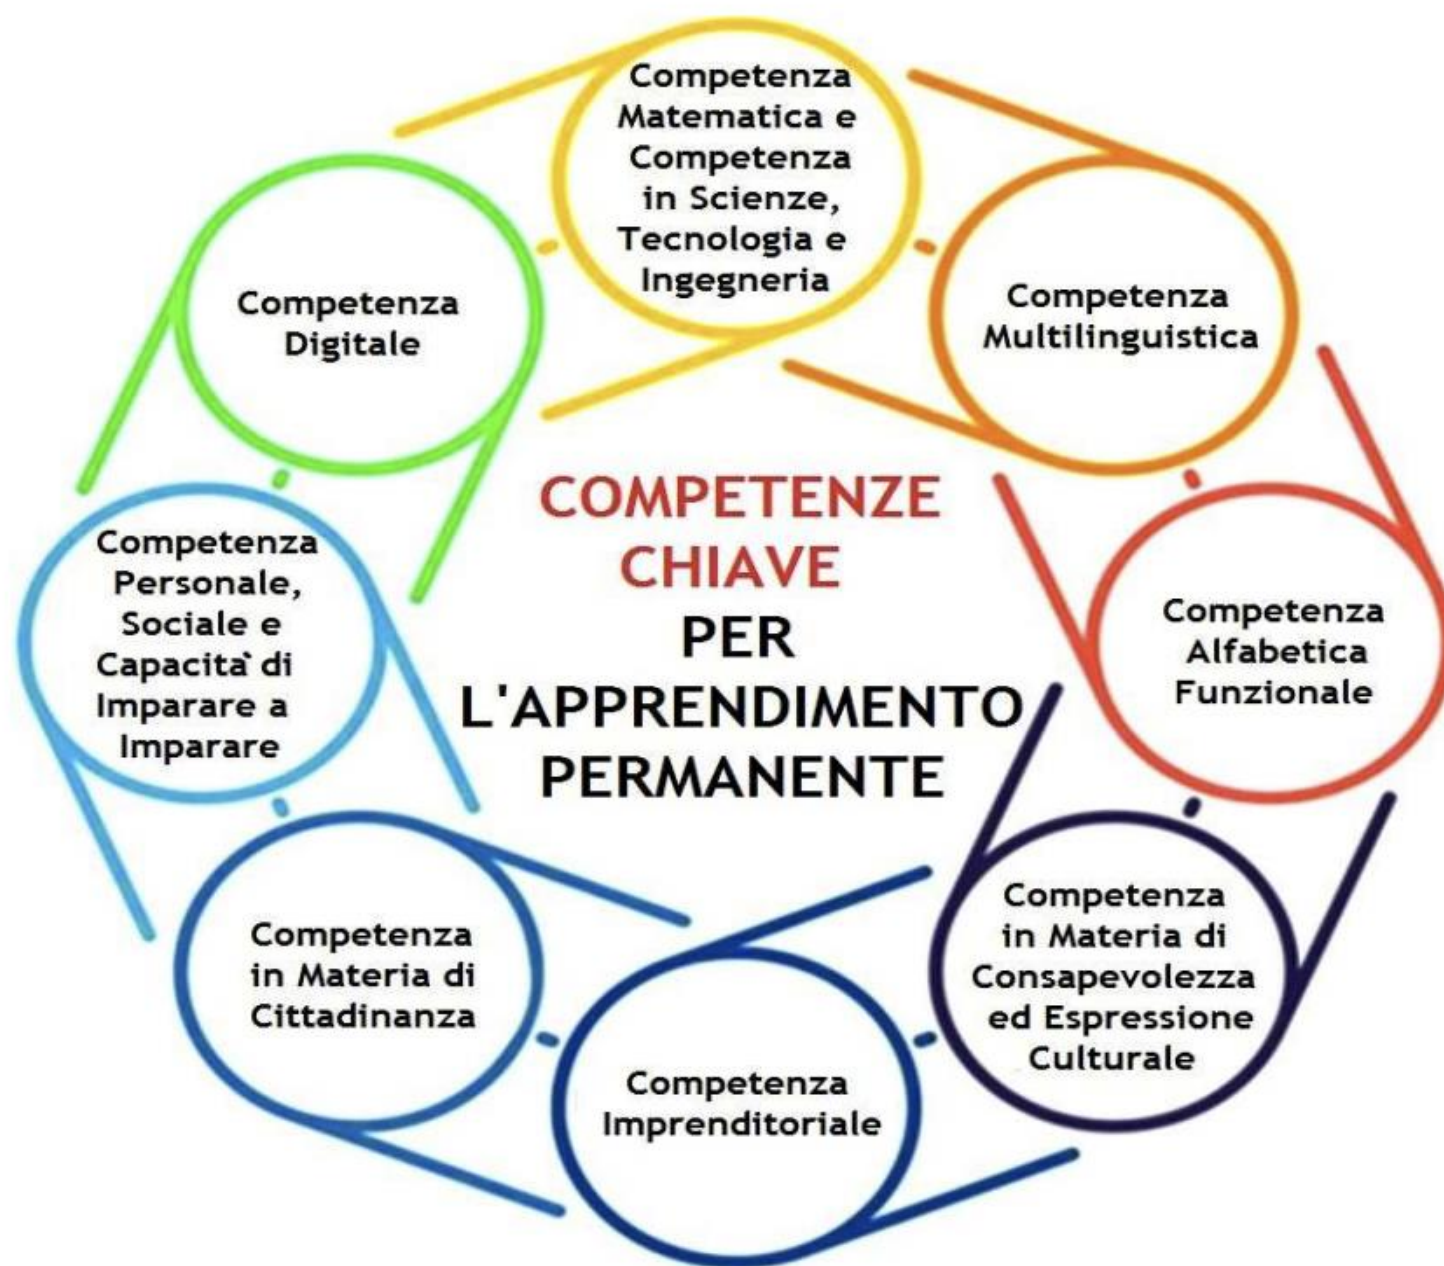 Competenza
Matematica e
Competenza
in Scienze,
Tecnologia e
Ingegneria
Competenza
Multilinguistica
Competenza
Alfabetica
Funzionale
Competenza
in Materia di
Consapevolezza
ed Espressione
Culturale
Competenza
Imprenditoriale
Competenza
in Materia di
Cittadinanza
Competenza
Personale,
Sociale e
Capacità di
Imparare a
Imparare
Competenza
Digitale
COMPETENZE
CHIAVE
PER
L'APPRENDIMENTO
PERMANENTE